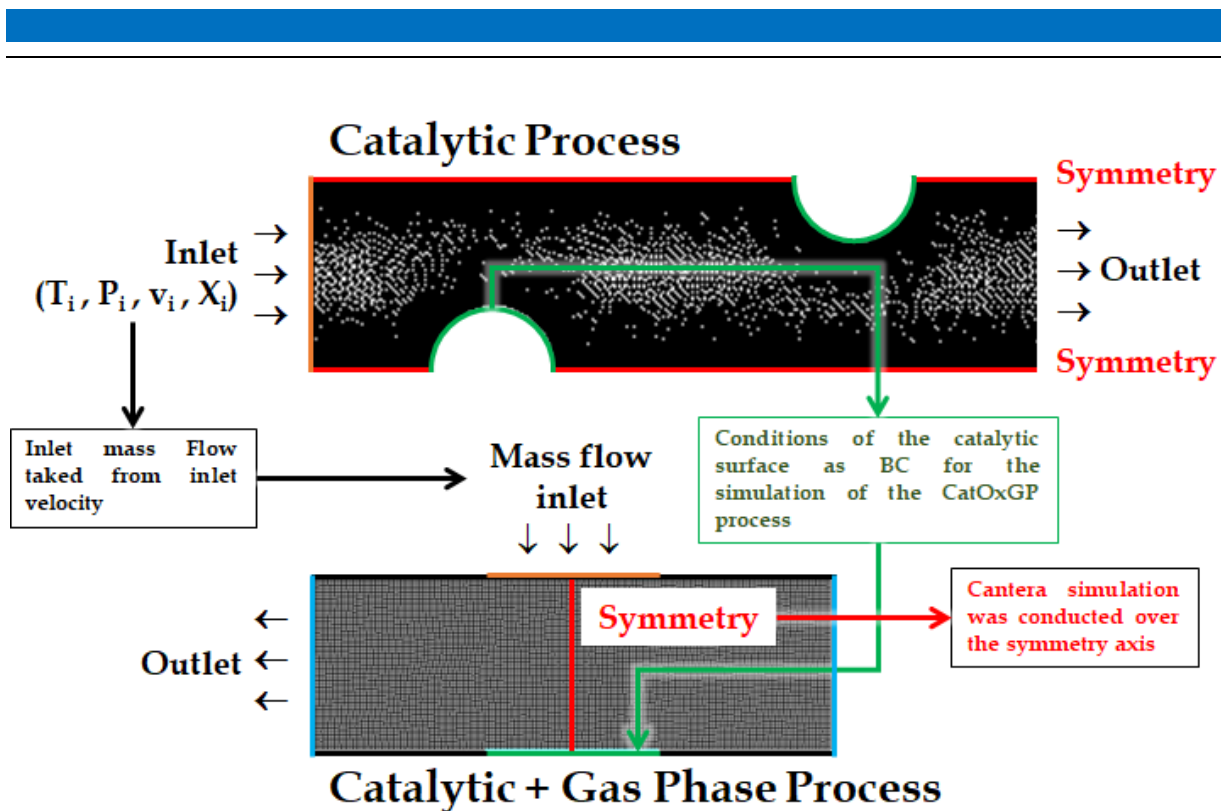 Catalytic Process
Symmetry
Inlet
(Ti , Pi , vi , Xi)
→
→
→
→
→ Outlet
→
Symmetry
Inlet mass Flow
taked from inlet
velocity
Mass flow
inlet
↓ ↓ ↓
Conditions of the catalytic
surface as BC for the
simulation of the CatOxGP
process
Symmetry
Cantera simulation
was conducted over
the symmetry axis
←
Outlet ←
←
Catalytic + Gas Phase Process